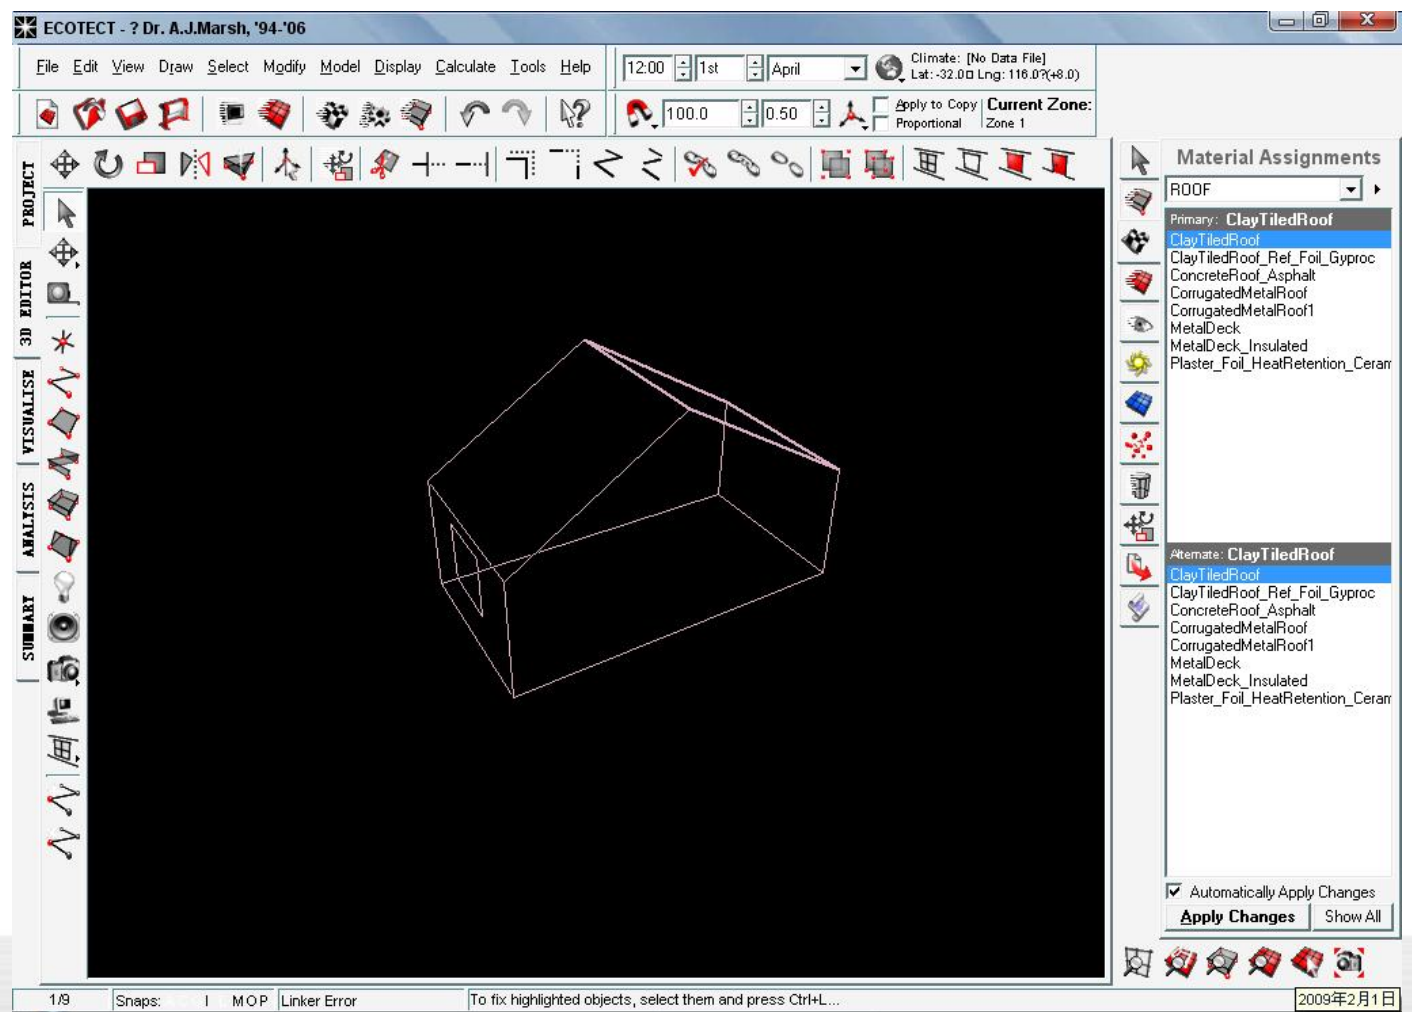 ECOTECT - ? Dr. A.J.Marsh, '94-'06
File Edit View Draw Select Modify Model Display Calculate Tools Help
12:00 1st April
Climate: [No Data File]
Lat: -32.0□ Lng: 116.0?(+8.0)
100.0 0.50
Apply to Copy
Proportional
Current Zone:
Zone 1
PROJECT
3D EDITOR
VISUALISE
ANALYSIS
SUMMARY
Material Assignments
ROOF
Primary: ClayTiledRoof
ClayTiledRoof
ClayTiledRoof_Ref_Foil_Gyproc
ConcreteRoof_Asphalt
CorrugatedMetalRoof
CorrugatedMetalRoof1
MetalDeck
MetalDeck_Insulated
Plaster_Foil_HeatRetention_Ceram
Alternate: ClayTiledRoof
ClayTiledRoof
ClayTiledRoof_Ref_Foil_Gyproc
ConcreteRoof_Asphalt
CorrugatedMetalRoof
CorrugatedMetalRoof1
MetalDeck
MetalDeck_Insulated
Plaster_Foil_HeatRetention_Ceram
Automatically Apply Changes
Apply Changes Show All
1/9 Snaps: I M O P Linker Error To fix highlighted objects, select them and press Ctrl+L... 2009年2月1日